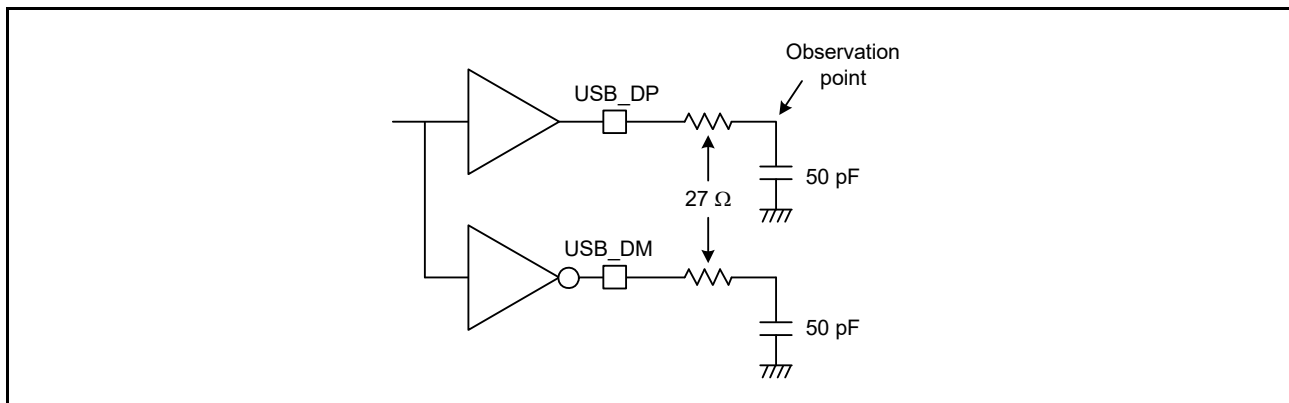 Observation
point
USB_DP
50 pF
27 Ω
USB_DM
50 pF